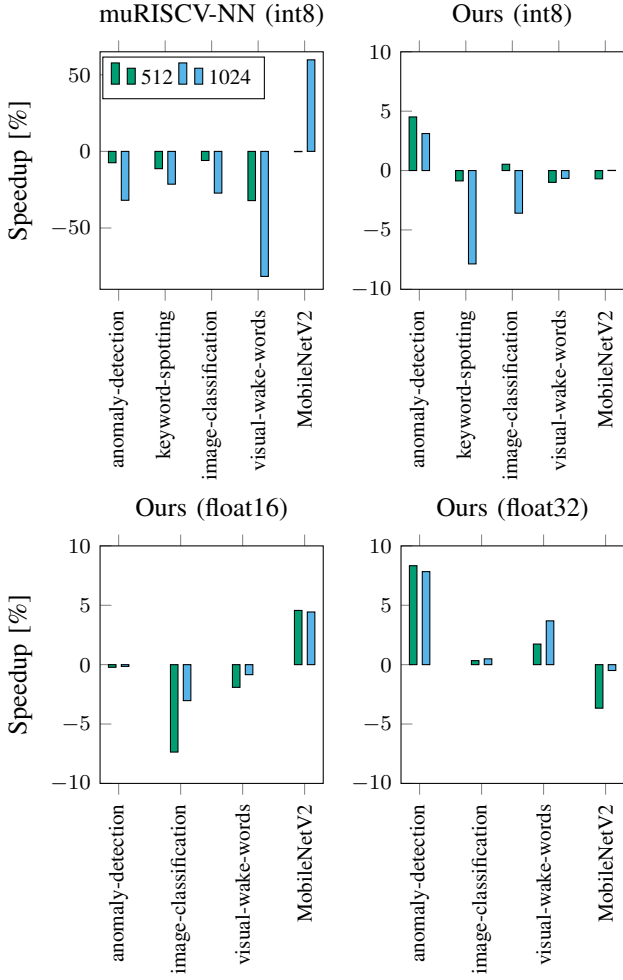 muRISCV-NN (int8)
Speedup [%]
50
0
−50
512
1024
anomaly-detection
keyword-spotting
image-classification
visual-wake-words
MobileNetV2
Ours (int8)
10
5
0
−5
−10
anomaly-detection
keyword-spotting
image-classification
visual-wake-words
MobileNetV2
Ours (float16)
Speedup [%]
10
5
0
−5
−10
anomaly-detection
image-classification
visual-wake-words
MobileNetV2
Ours (float32)
10
5
0
−5
−10
anomaly-detection
image-classification
visual-wake-words
MobileNetV2